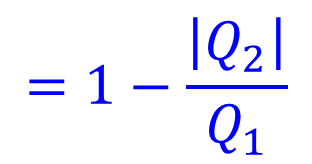 = 1 − |Q₂| / Q₁